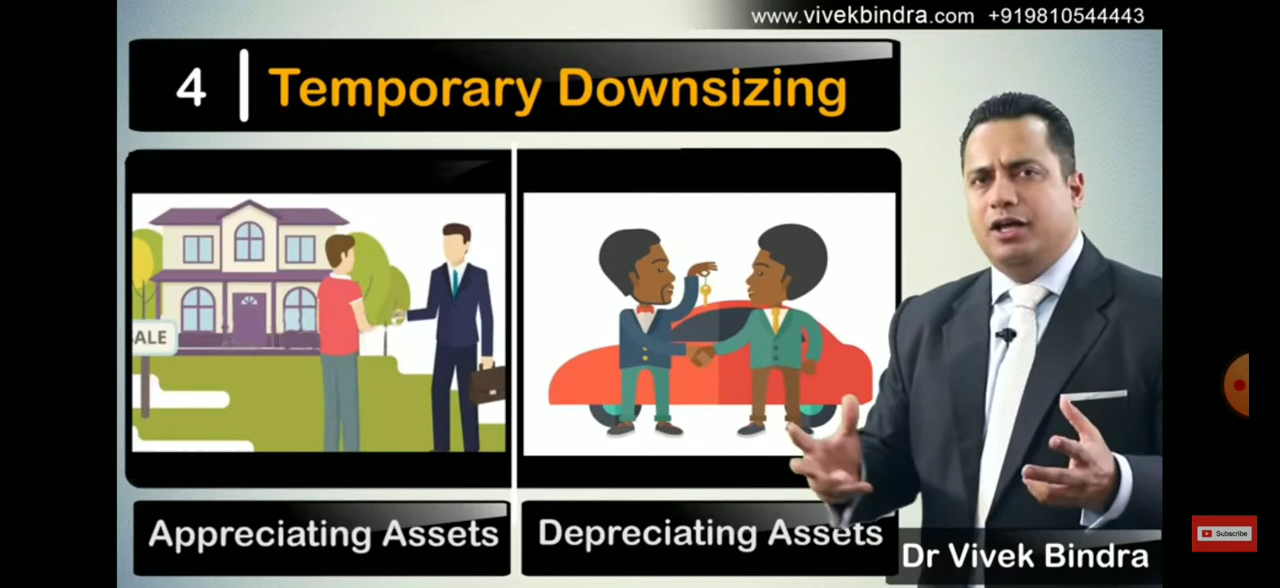 www.vivekbindra.com +919810544443
4 Temporary Downsizing
ALE
Appreciating Assets
Depreciating Assets
Dr Vivek Bindra
Subscribe